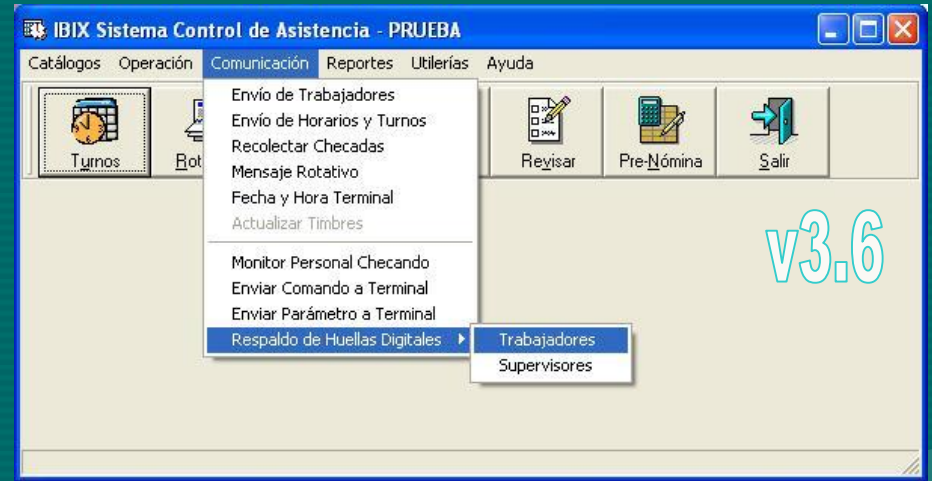 IBIX Sistema Control de Asistencia - PRUEBA
Catálogos Operación Comunicación Reportes Utilerías Ayuda
Envío de Trabajadores
Envío de Horarios y Turnos
Recolectar Checadas
Mensaje Rotativo
Fecha y Hora Terminal
Actualizar Timbres
Monitor Personal Checando
Enviar Comando a Terminal
Enviar Parámetro a Terminal
Respaldo de Huellas Digitales
Trabajadores
Supervisores
Turnos Rot Revisar Pre-Nómina Salir
v3.6